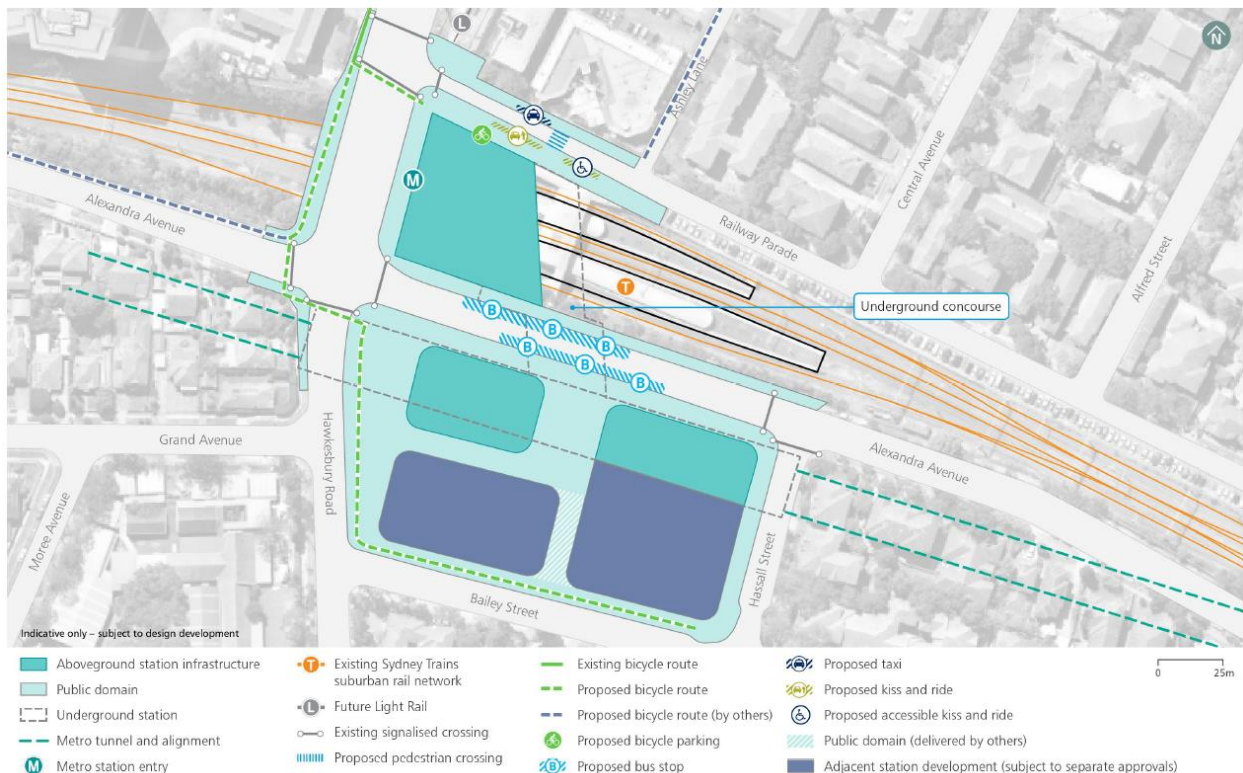 N
L
Ashley Lane
Central Avenue
M
Alexandra Avenue
Railway Parade
Alfred Street
T
Underground concourse
B
B
B
B
B
B
Grand Avenue
Hawkesbury Road
Alexandra Avenue
Moree Avenue
Hassall Street
Bailey Street
Indicative only – subject to design development
Aboveground station infrastructure
Public domain
Underground station
Metro tunnel and alignment
M Metro station entry
T Existing Sydney Trains
suburban rail network
L Future Light Rail
Existing signalised crossing
Proposed pedestrian crossing
Existing bicycle route
Proposed bicycle route
Proposed bicycle route (by others)
Proposed bicycle parking
B Proposed bus stop
Proposed taxi
Proposed kiss and ride
Proposed accessible kiss and ride
Public domain (delivered by others)
Adjacent station development (subject to separate approvals)
0 25m